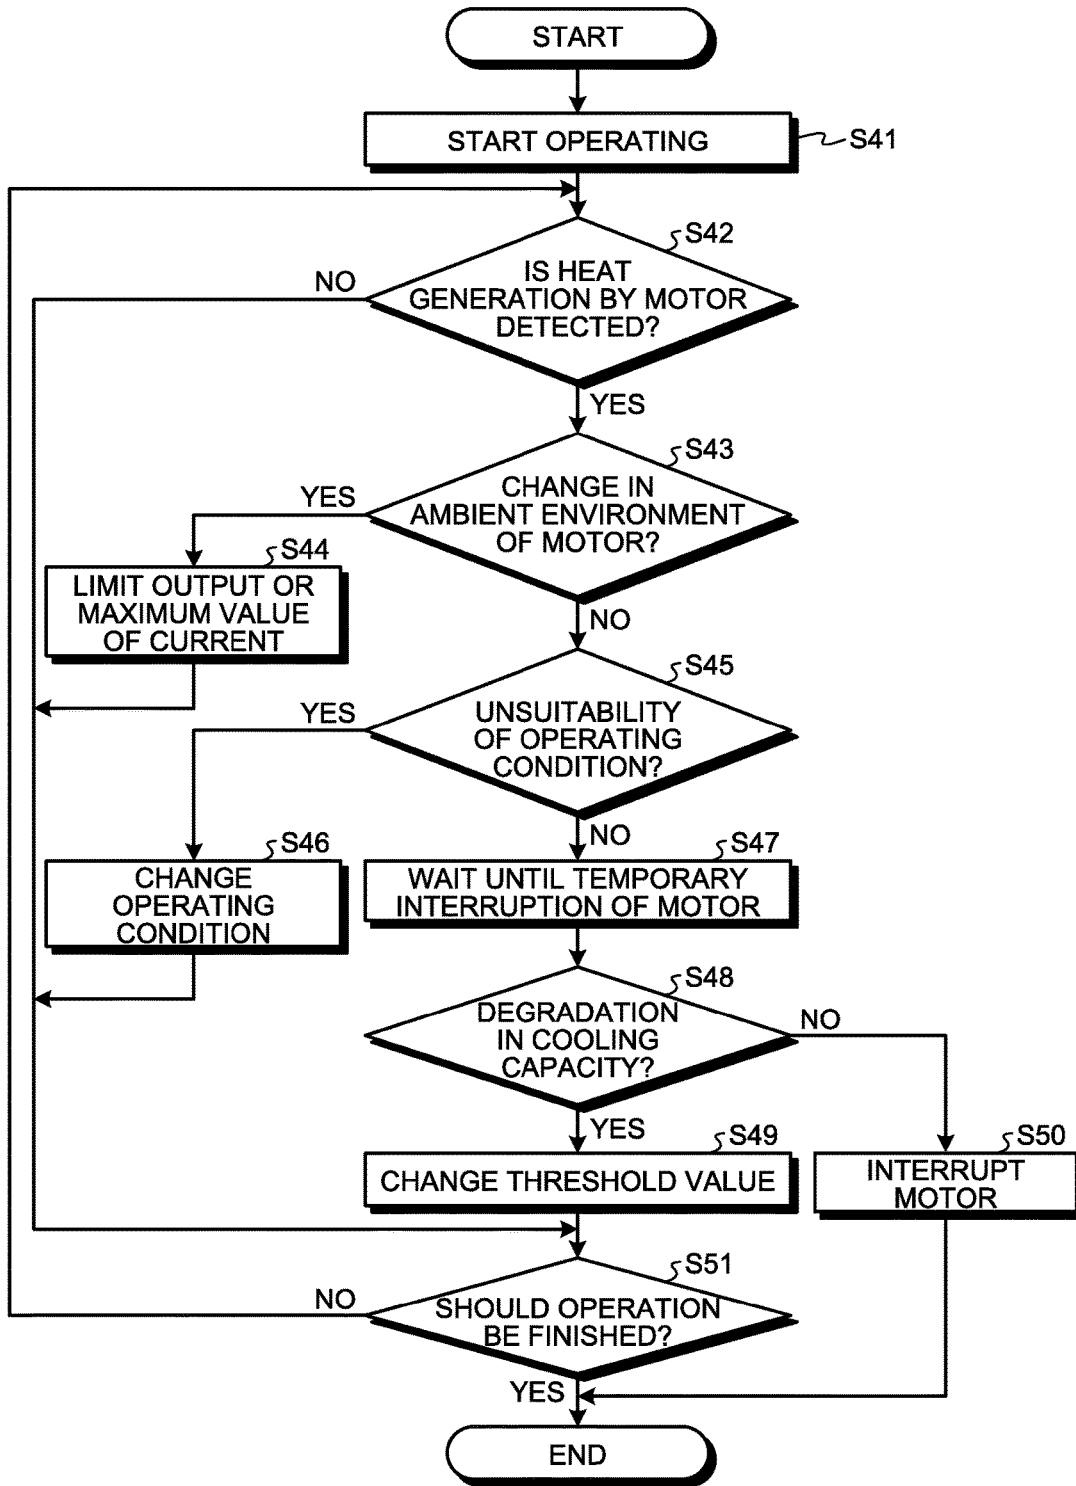 START
START OPERATING
S41
S42
IS HEAT
GENERATION BY MOTOR
DETECTED?
NO
YES
S43
CHANGE IN
AMBIENT ENVIRONMENT
OF MOTOR?
YES
NO
S44
LIMIT OUTPUT OR
MAXIMUM VALUE
OF CURRENT
S45
UNSUITABILITY
OF OPERATING
CONDITION?
YES
NO
S46
CHANGE
OPERATING
CONDITION
S47
WAIT UNTIL TEMPORARY
INTERRUPTION OF MOTOR
S48
DEGRADATION
IN COOLING
CAPACITY?
NO
YES
S49
CHANGE THRESHOLD VALUE
S50
INTERRUPT
MOTOR
S51
SHOULD OPERATION
BE FINISHED?
NO
YES
END